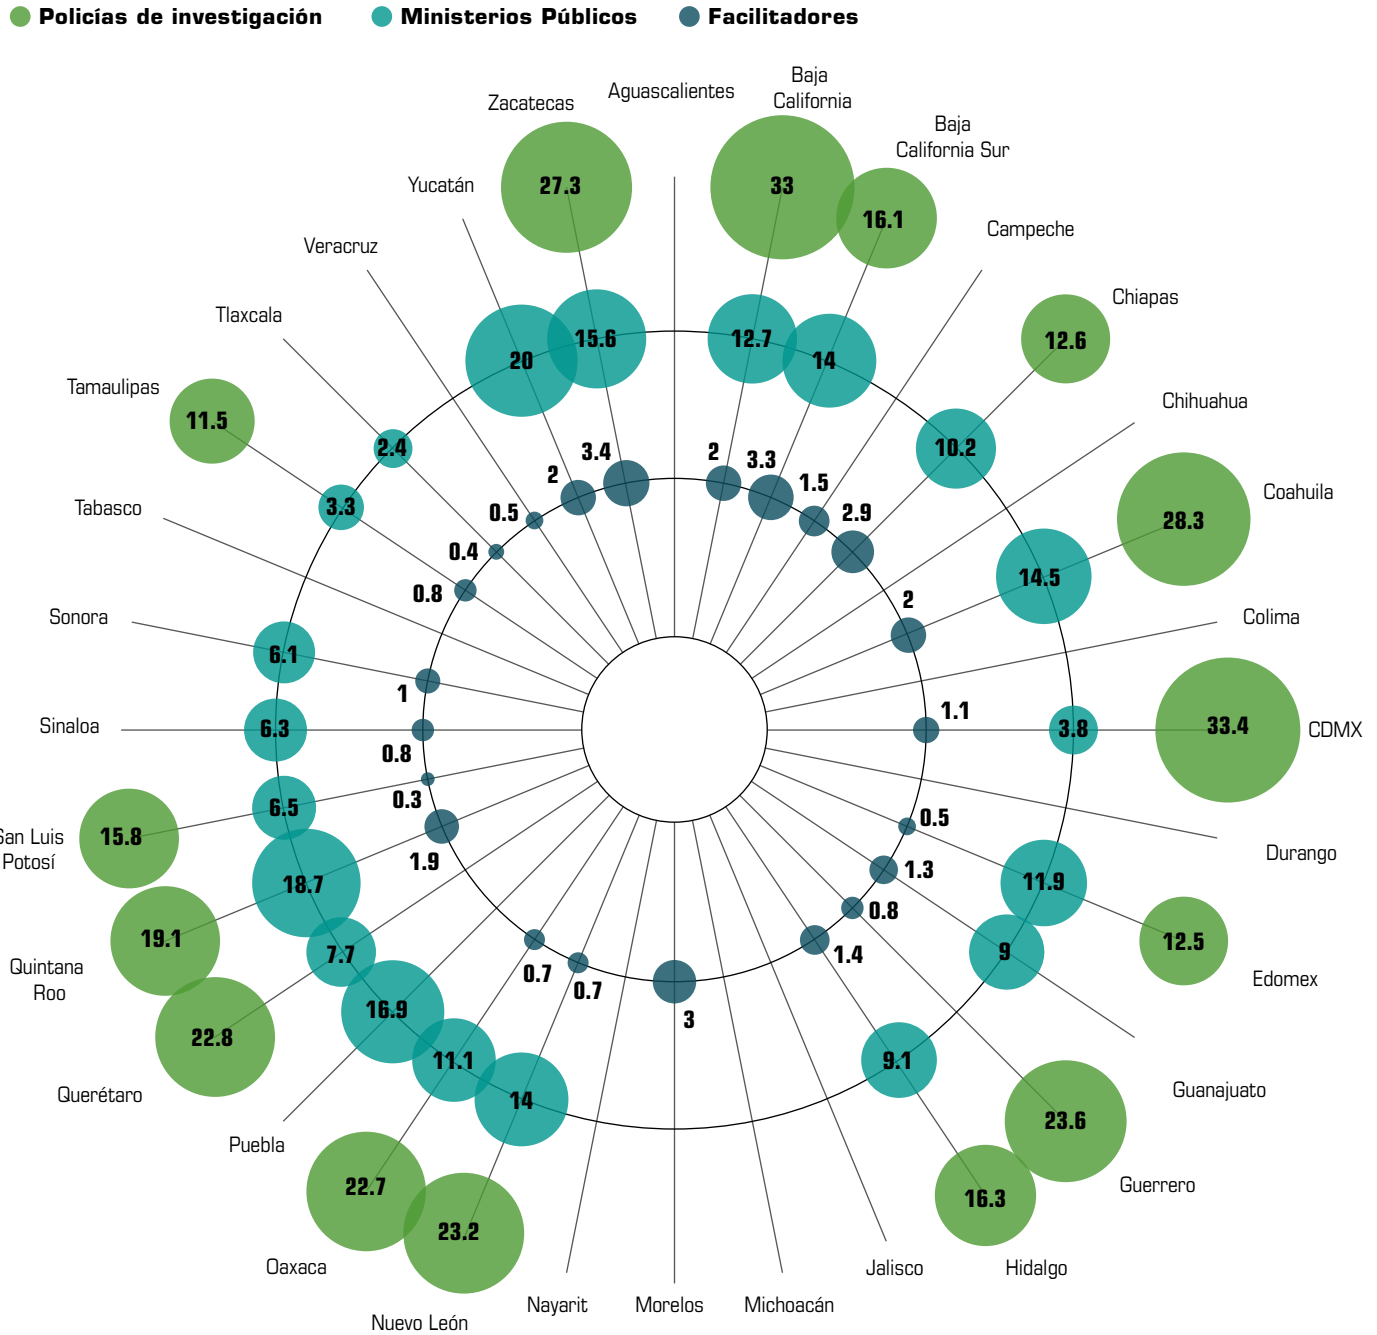 Policías de investigación
Ministerios Públicos
Facilitadores
Aguascalientes
Baja
California
33
12.7
2
Baja
California Sur
16.1
14
3.3
Campeche
1.5
Chiapas
12.6
10.2
2.9
Chihuahua
Coahuila
28.3
14.5
2
Colima
CDMX
33.4
3.8
1.1
Durango
Edomex
12.5
11.9
0.5
Guanajuato
9
1.3
Guerrero
23.6
0.8
Hidalgo
16.3
9.1
1.4
Jalisco
Michoacán
Morelos
3
Nayarit
Nuevo León
23.2
14
0.7
Oaxaca
22.7
11.1
0.7
Puebla
16.9
Querétaro
22.8
7.7
Quintana
Roo
19.1
18.7
1.9
San Luis
Potosí
15.8
6.5
0.3
Sinaloa
6.3
0.8
Sonora
6.1
1
Tabasco
Tamaulipas
11.5
3.3
0.8
Tlaxcala
2.4
0.4
Veracruz
0.5
Yucatán
20
2
Zacatecas
27.3
15.6
3.4